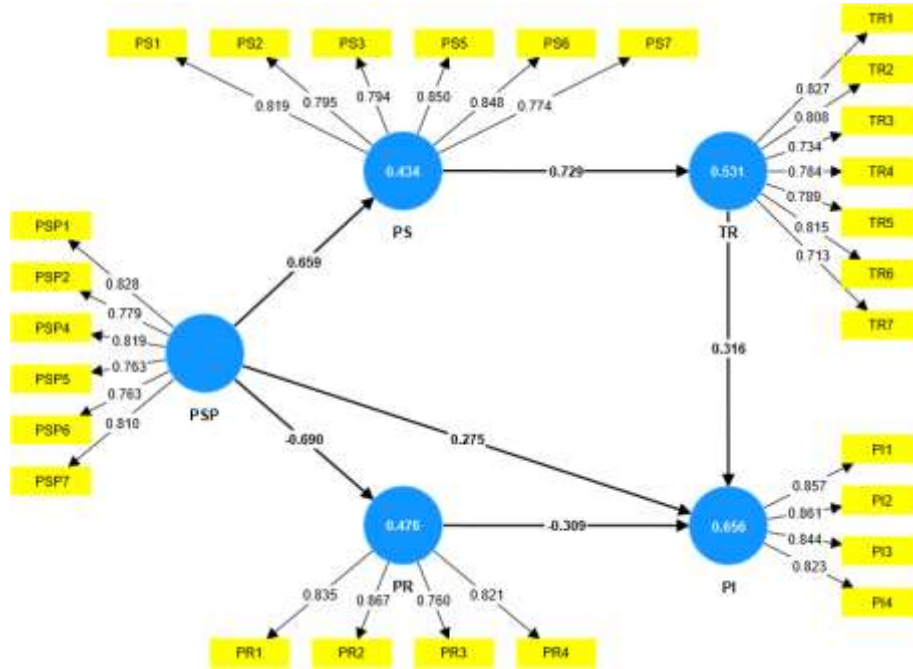 TR1
PS1 PS2 PS3 PS5 PS6 PS7
TR2
0.827
0.819 0.795 0.794 0.850 0.848 0.774
0.808
TR3
0.734
0.434 0.729 0.531 0.784 TR4
0.789
TR5
PS TR 0.815
PSP1 0.713
TR6
0.659
PSP2 0.828
TR7
0.779
PSP4 0.819
0.316
0.763
PSP5
0.763
PSP6 0.810 PSP
0.275 PI1
-0.690
PSP7 0.857
PI2
0.861
0.476 -0.309 0.656 0.844
PI3
0.823
PR PI
0.835 0.867 0.760 0.821 PI4
PR1 PR2 PR3 PR4